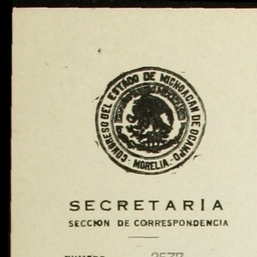 CONGRESO DEL ESTADO DE MICHOACAN DE OCAMPO
- MORELIA. -
SECRETARIA
SECCION DE CORRESPONDENCIA